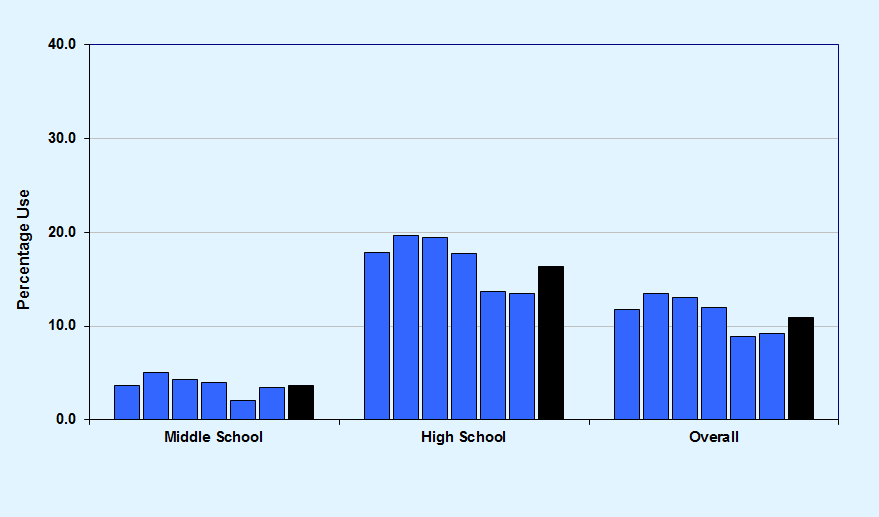 40.0
30.0
20.0
10.0
0.0
Percentage Use
Middle School
High School
Overall